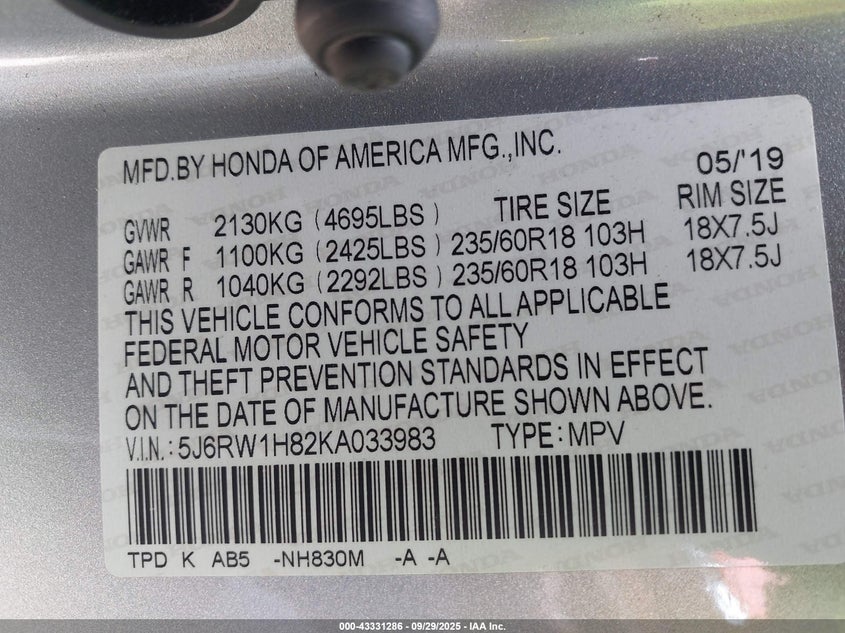 MFD.BY HONDA OF AMERICA MFG.,INC. 05/'19
GVWR 2130KG (4695LBS) TIRE SIZE RIM SIZE
GAWR F 1100KG (2425LBS) 235/60R18 103H 18X7.5J
GAWR R 1040KG (2292LBS) 235/60R18 103H 18X7.5J
THIS VEHICLE CONFORMS TO ALL APPLICABLE
FEDERAL MOTOR VEHICLE SAFETY
AND THEFT PREVENTION STANDARDS IN EFFECT
ON THE DATE OF MANUFACTURE SHOWN ABOVE.
V.I.N.: 5J6RW1H82KA033983 TYPE: MPV
TPD K AB5 -NH830M -A -A
000-43331286 - 09/29/2025 - IAA Inc.